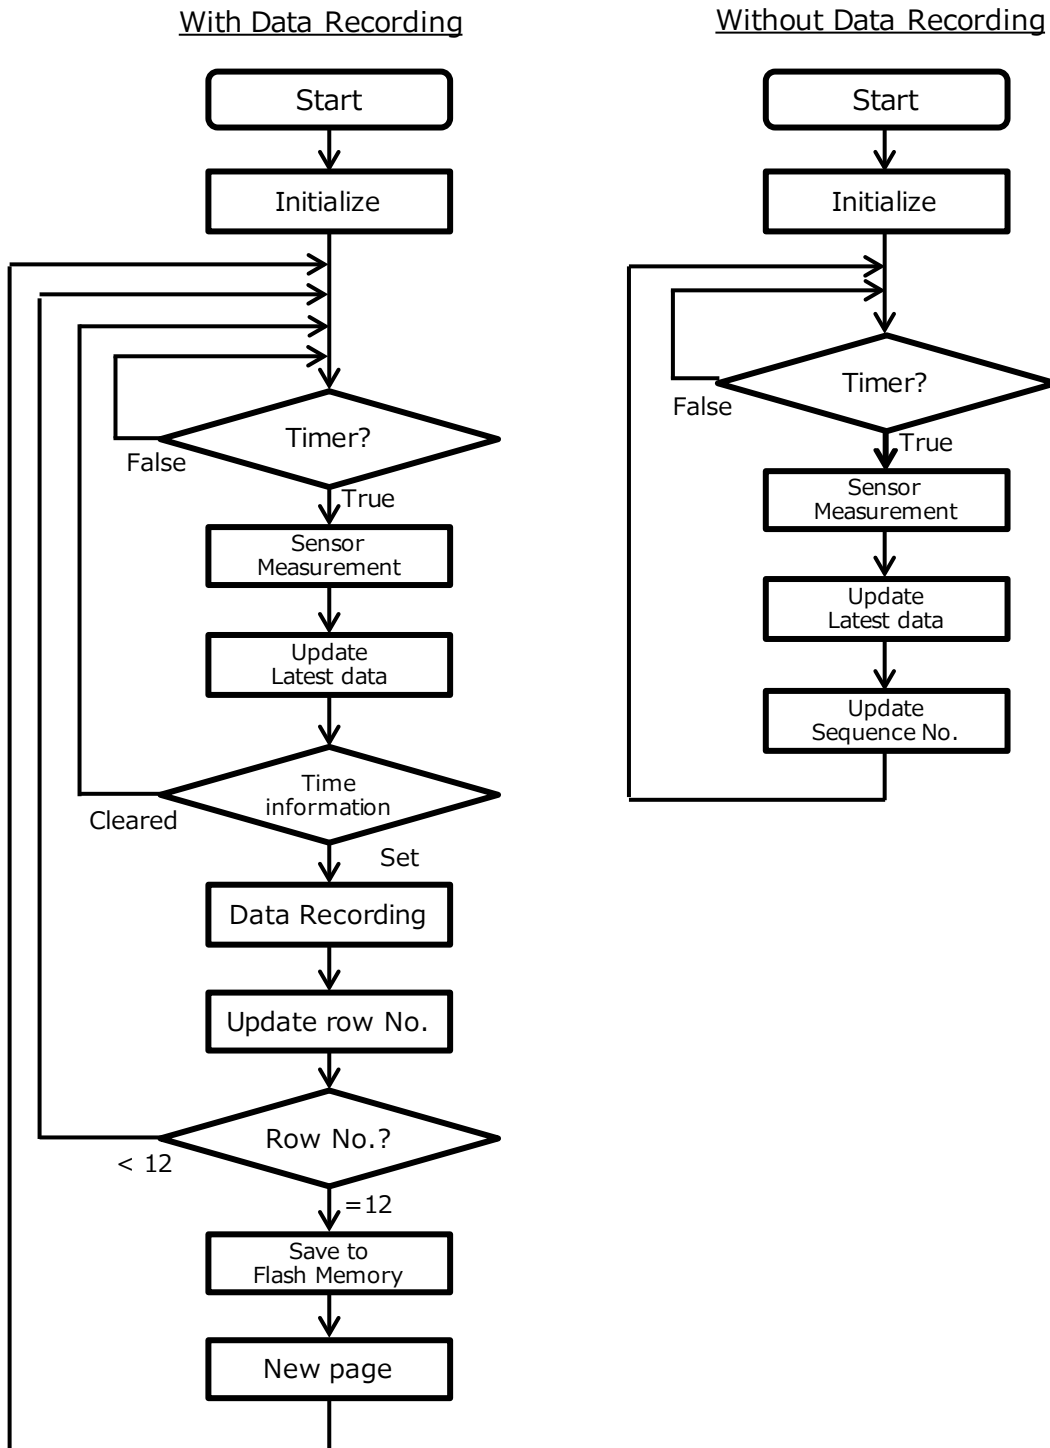 With Data Recording
Start
Initialize
Timer?
False
True
Sensor
Measurement
Update
Latest data
Time
information
Cleared
Set
Data Recording
Update row No.
Row No.?
< 12
=12
Save to
Flash Memory
New page
Without Data Recording
Start
Initialize
Timer?
False
True
Sensor
Measurement
Update
Latest data
Update
Sequence No.